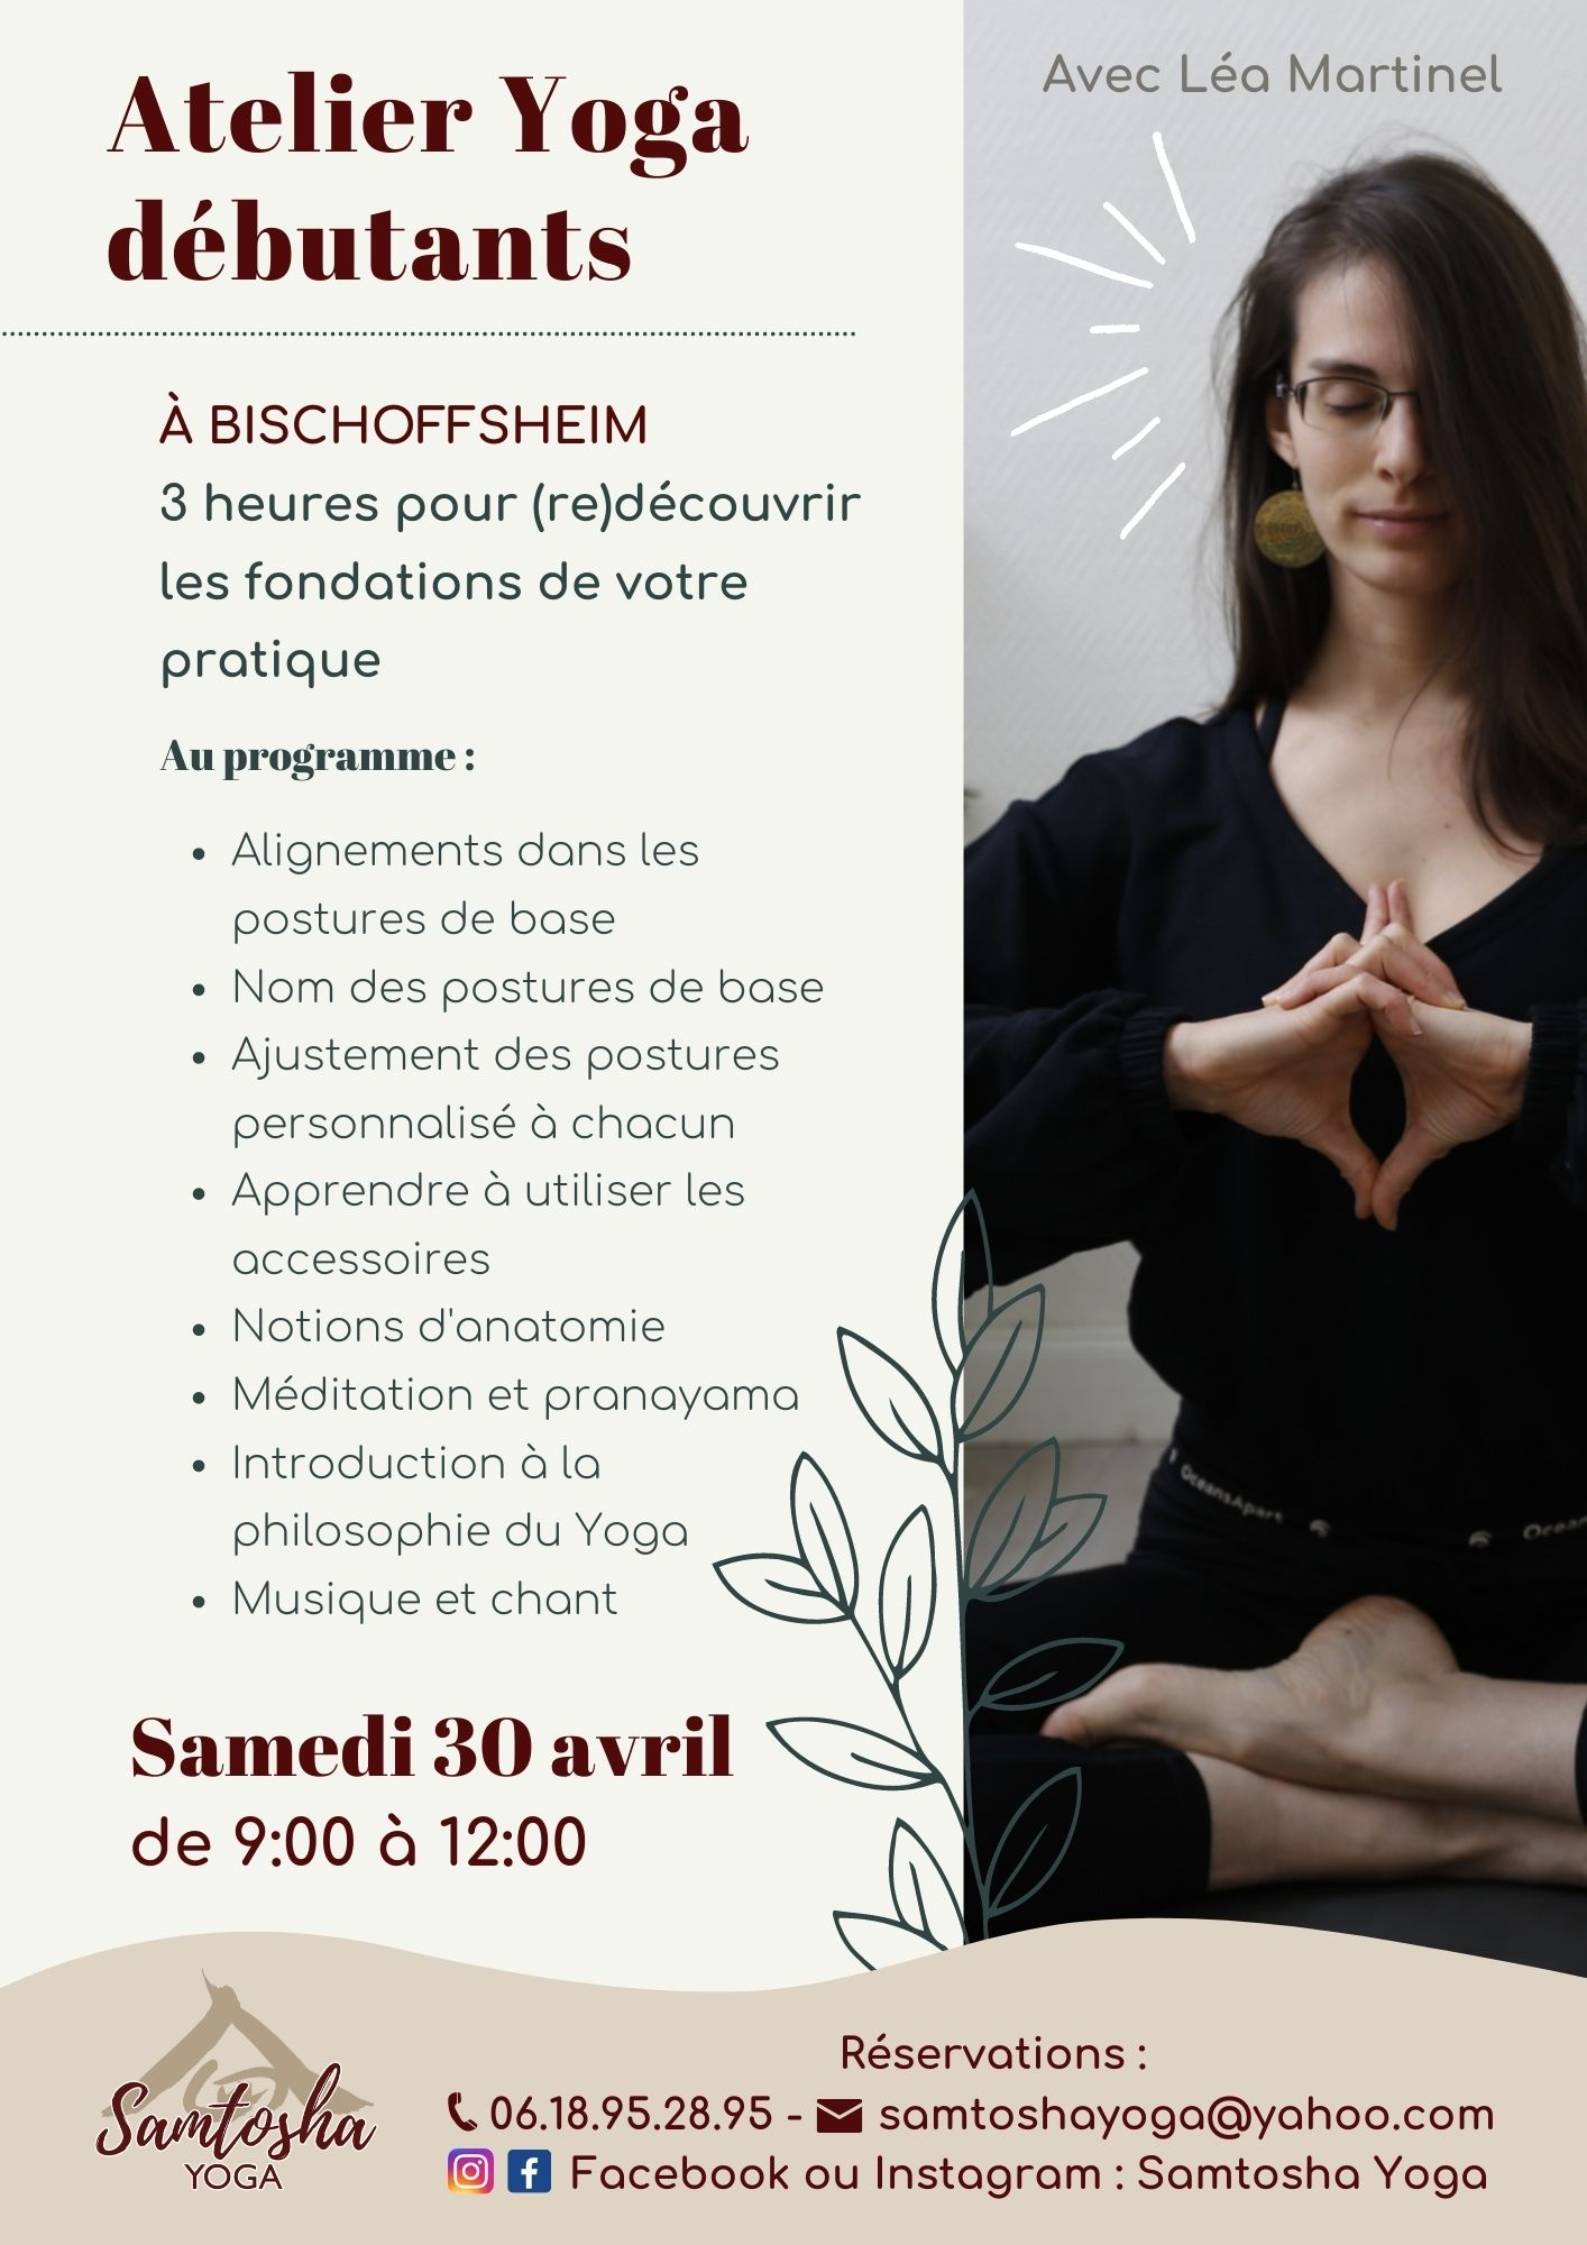 Avec Léa Martinel
Atelier Yoga
débutants
À BISCHOFFSHEIM
3 heures pour (re)découvrir
les fondations de votre
pratique
Au programme :
• Alignements dans les
postures de base
• Nom des postures de base
• Ajustement des postures
personnalisé à chacun
• Apprendre à utiliser les
accessoires
• Notions d'anatomie
• Méditation et pranayama
• Introduction à la
philosophie du Yoga
• Musique et chant
OceansApart
Samedi 30 avril
de 9:00 à 12:00
Samtosha
YOGA
Réservations :
06.18.95.28.95 - samtoshayoga@yahoo.com
Facebook ou Instagram : Samtosha Yoga